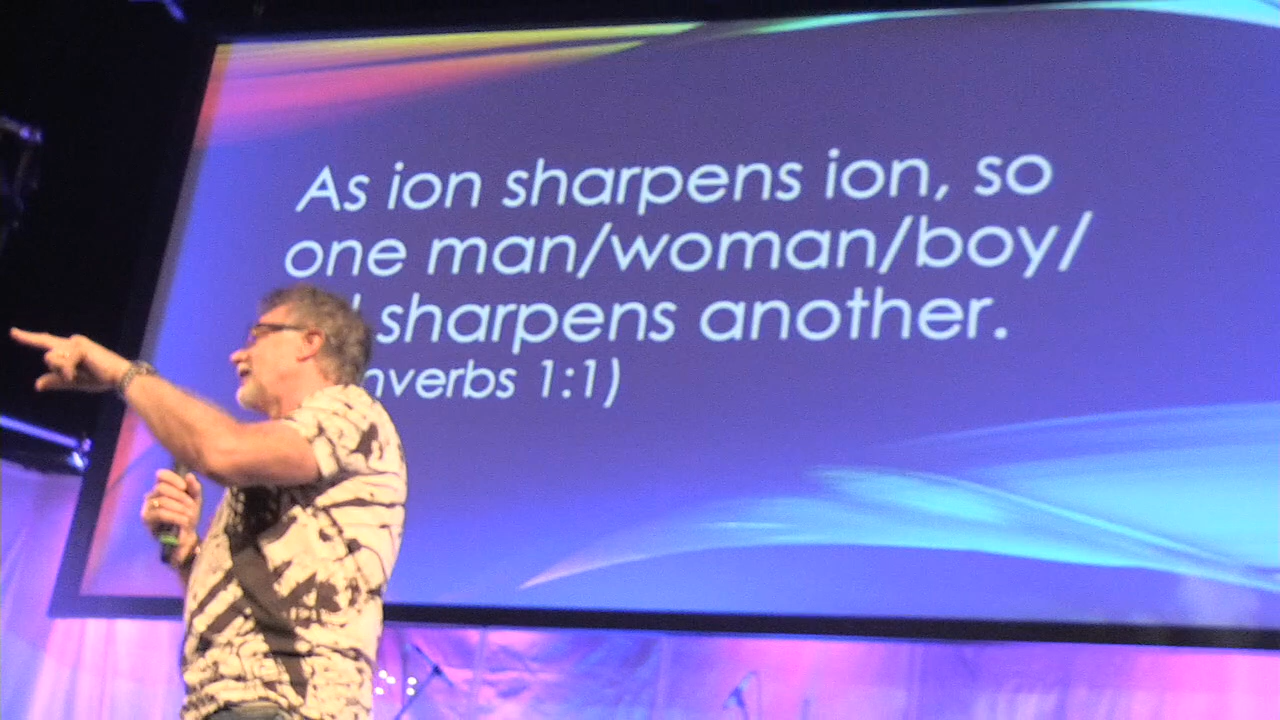 As ion sharpens ion, so
one man/woman/boy/
sharpens another.
1:1)